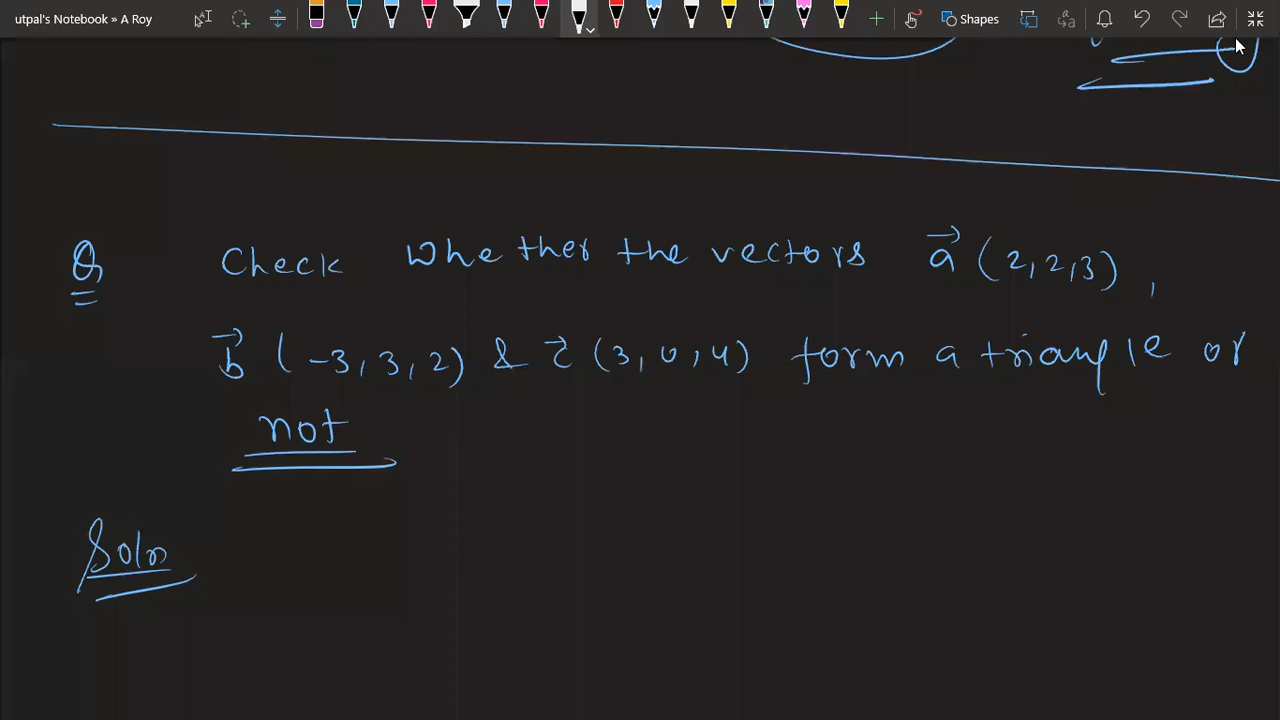 utpal's Notebook » A Roy
Shapes
Q Check Whether the vectors a⃗ (2,2,3),
b⃗ (-3,3,2) & c⃗ (3,0,4) form a triangle or
not
Soln